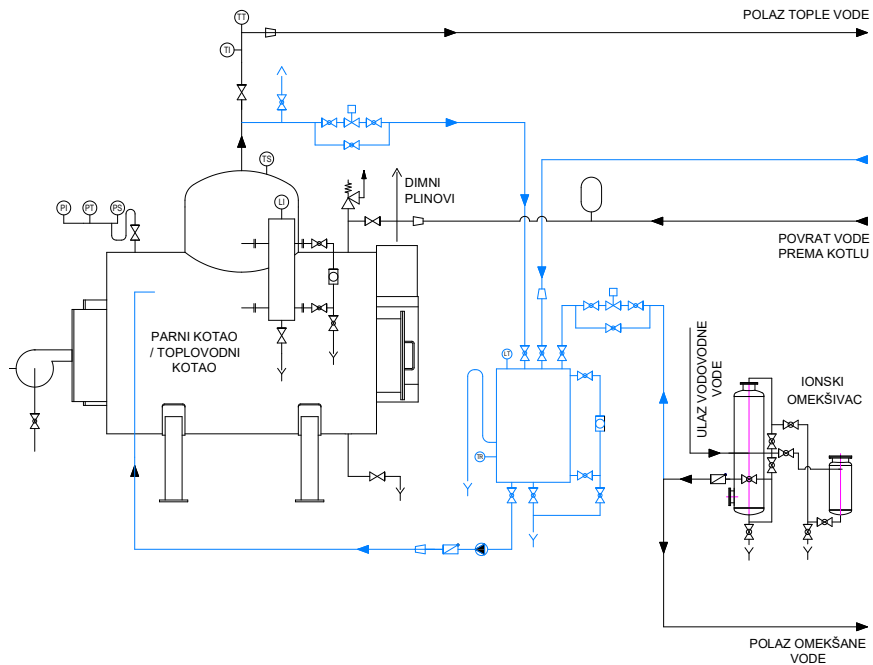 TT
POLAZ TOPLE VODE
TI
TS
DIMNI
PLINOVI
PI
PT
PS
LI
POVRAT VODE
PREMA KOTLU
PARNI KOTAO
/ TOPLOVODNI
KOTAO
LT
ULAZ VODOVODNE
VODE
IONSKI
OMEKŠIVAC
TR
POLAZ OMEKŠANE
VODE